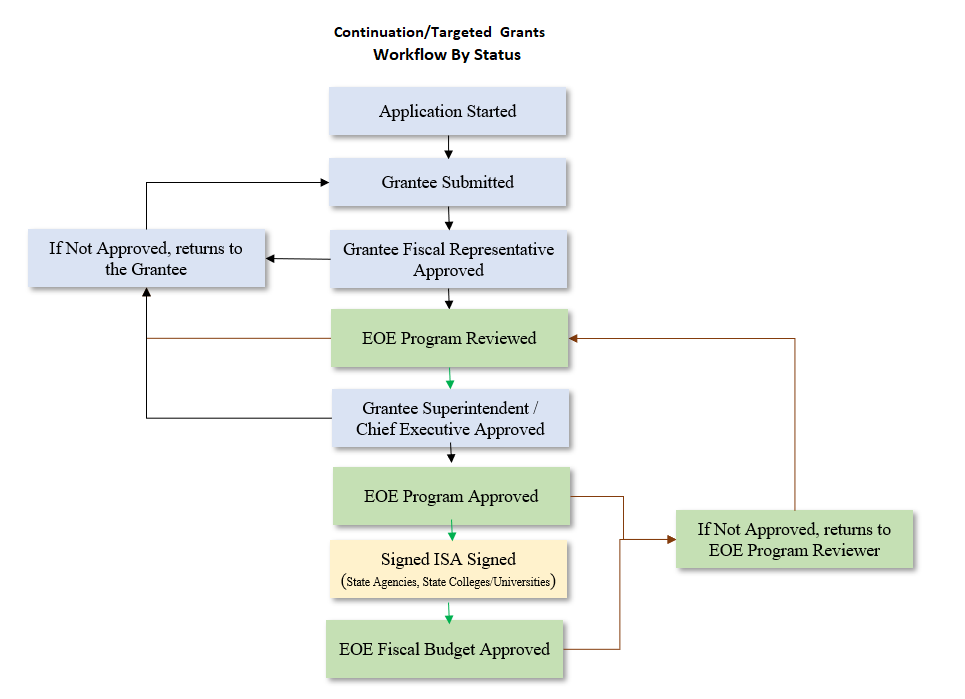 Continuation/Targeted Grants
Workflow By Status
Application Started
Grantee Submitted
If Not Approved, returns to
the Grantee
Grantee Fiscal Representative
Approved
EOE Program Reviewed
Grantee Superintendent /
Chief Executive Approved
EOE Program Approved
If Not Approved, returns to
EOE Program Reviewer
Signed ISA Signed
(State Agencies, State Colleges/Universities)
EOE Fiscal Budget Approved